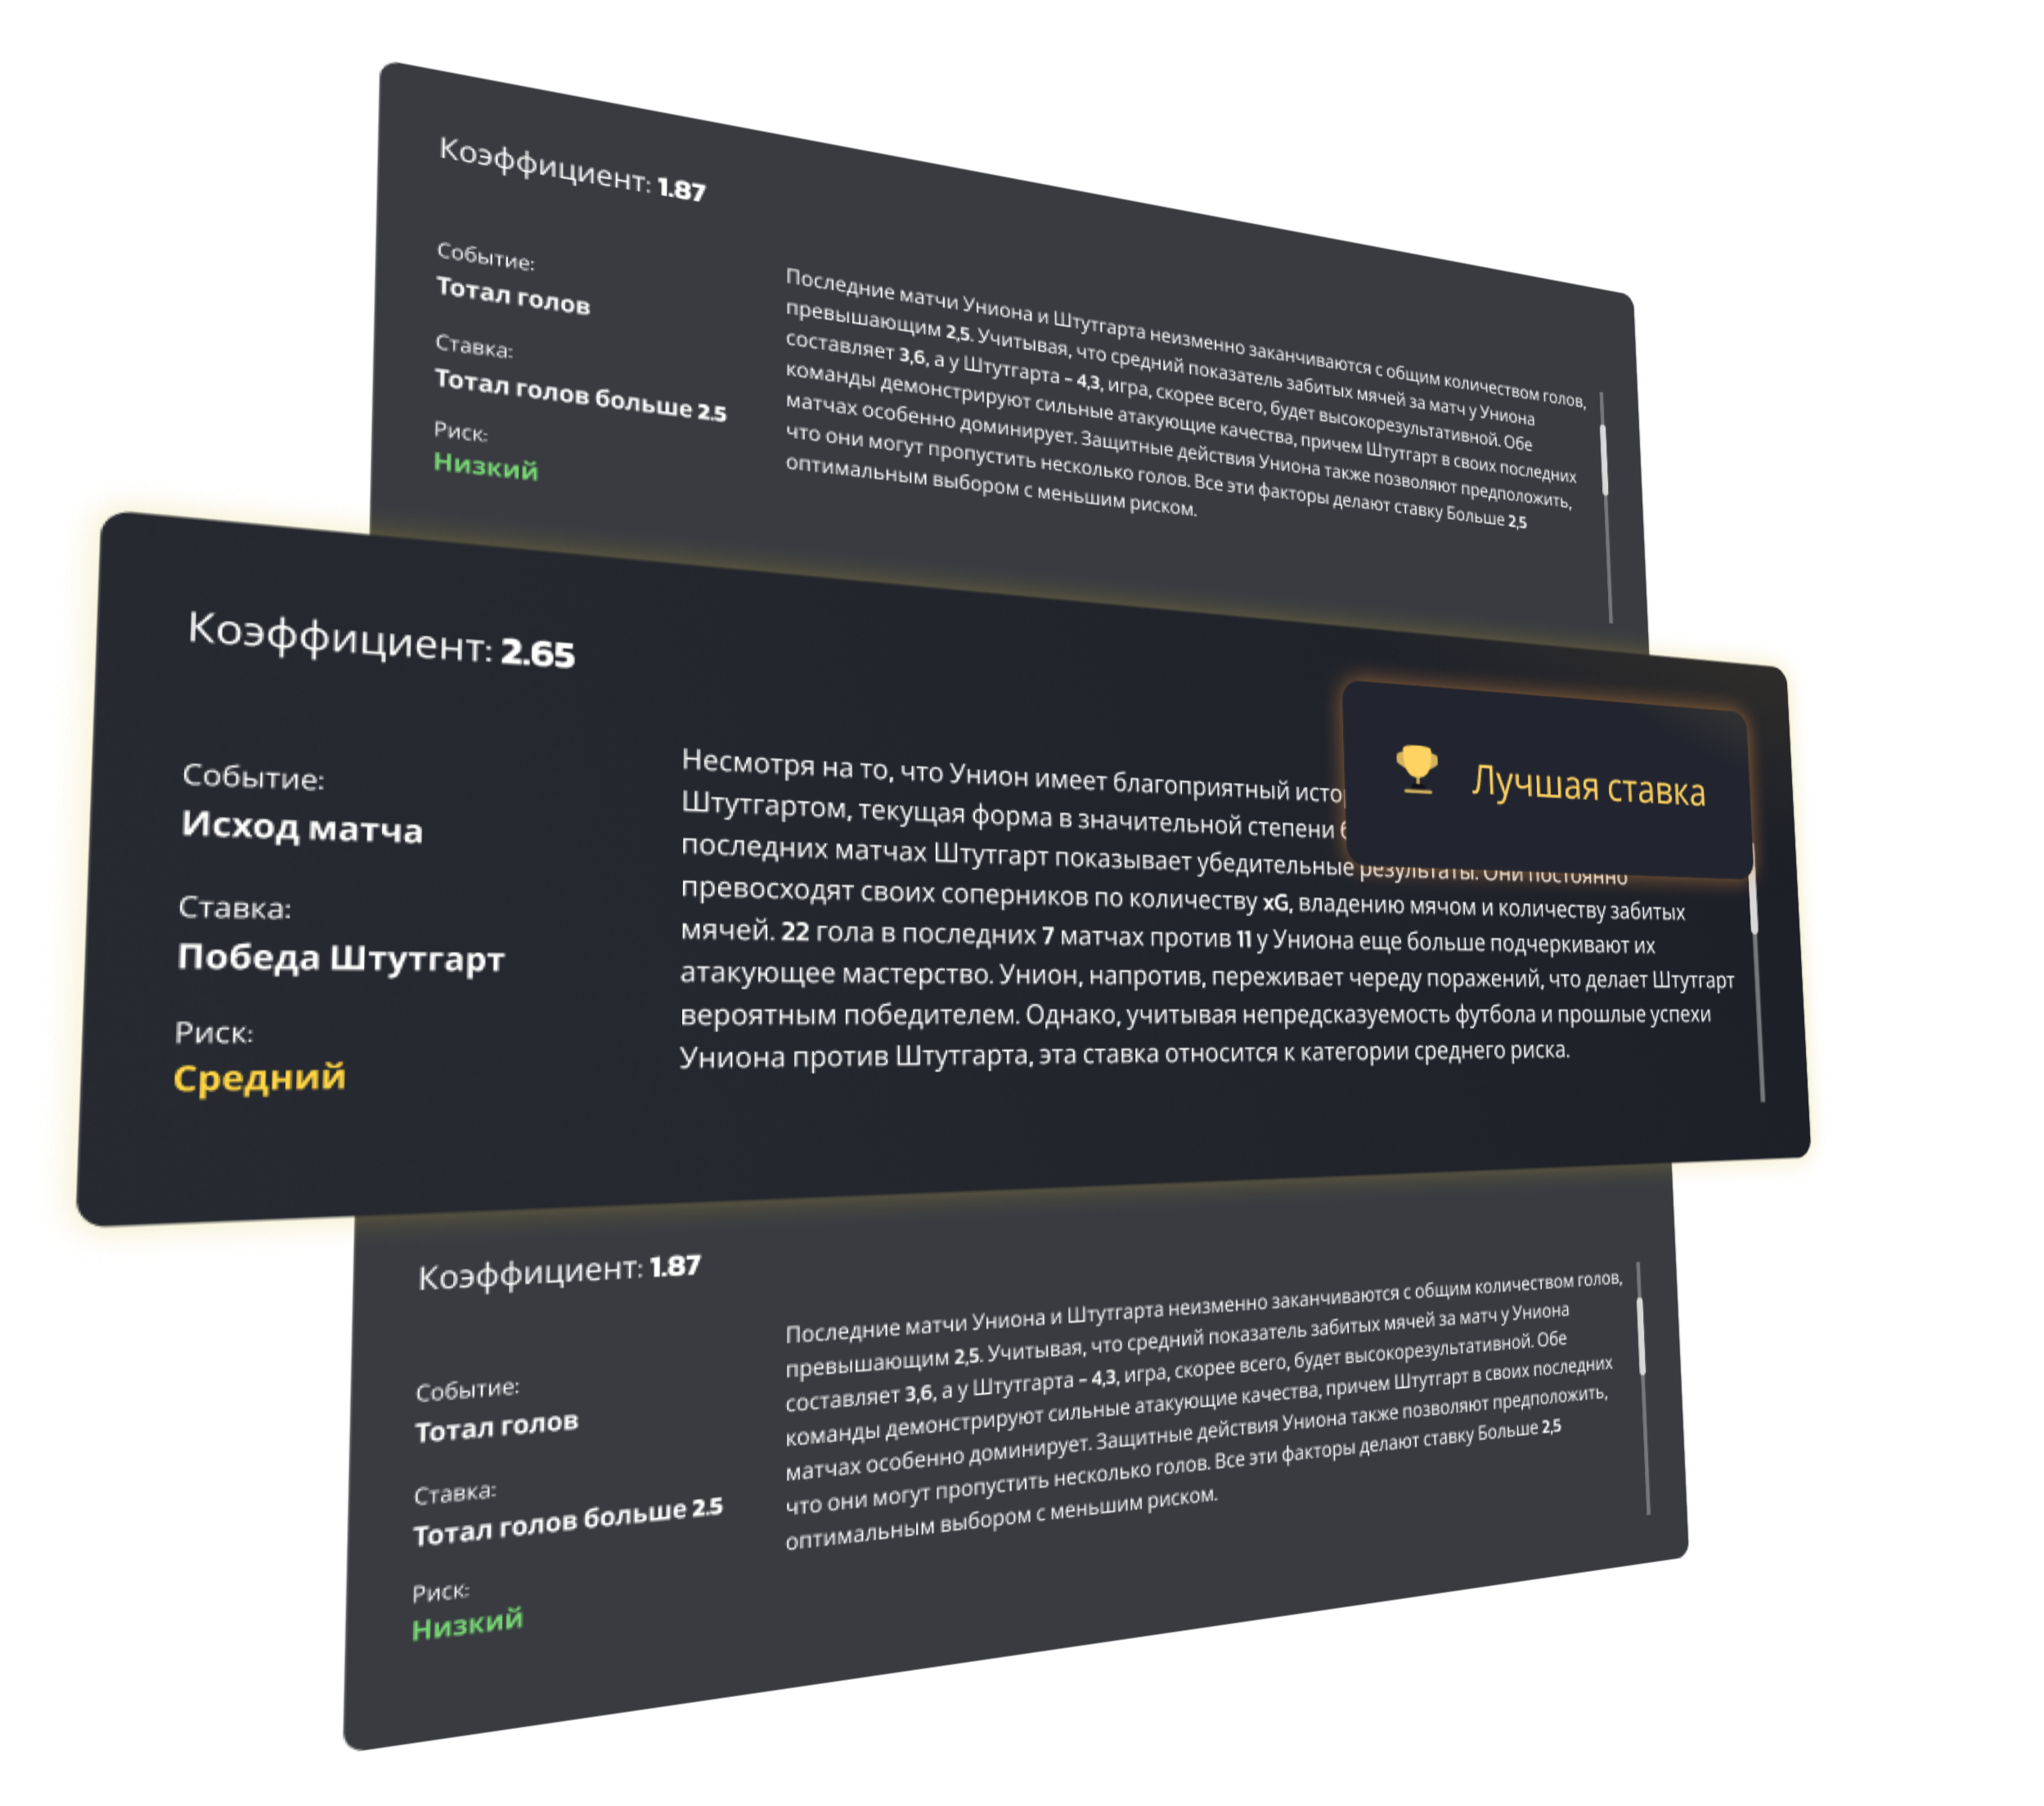 Коэффициент: 1.87
Событие:
Тотал голов
Ставка:
Тотал голов больше 2.5
Риск:
Низкий
Последние матчи Униона и Штутгарта неизменно заканчиваются с общим количеством голов,
превышающим 2,5. Учитывая, что средний показатель забитых мячей за матч у Униона
составляет 3,6, а у Штутгарта – 4,3, игра, скорее всего, будет высокорезультативной. Обе
команды демонстрируют сильные атакующие качества, причем Штутгарт в своих последних
матчах особенно доминирует. Защитные действия Униона также позволяют предположить,
что они могут пропустить несколько голов. Все эти факторы делают ставку Больше 2,5
оптимальным выбором с меньшим риском.
Коэффициент: 2.65
Лучшая ставка
Событие:
Исход матча
Ставка:
Победа Штутгарт
Риск:
Средний
Несмотря на то, что Унион имеет благоприятный
Штутгартом, текущая форма в значительной степени
последних матчах Штутгарт показывает убедительные результаты. Они постоянно
превосходят своих соперников по количеству xG, владению мячом и количеству забитых
мячей. 22 гола в последних 7 матчах против 11 у Униона еще больше подчеркивают их
атакующее мастерство. Унион, напротив, переживает череду поражений, что делает Штутгарт
вероятным победителем. Однако, учитывая непредсказуемость футбола и прошлые успехи
Униона против Штутгарта, эта ставка относится к категории среднего риска.
Коэффициент: 1.87
Событие:
Тотал голов
Ставка:
Тотал голов больше 2.5
Риск:
Низкий
Последние матчи Униона и Штутгарта неизменно заканчиваются с общим количеством голов,
превышающим 2,5. Учитывая, что средний показатель забитых мячей за матч у Униона
составляет 3,6, а у Штутгарта – 4,3, игра, скорее всего, будет высокорезультативной. Обе
команды демонстрируют сильные атакующие качества, причем Штутгарт в своих последних
матчах особенно доминирует. Защитные действия Униона также позволяют предположить,
что они могут пропустить несколько голов. Все эти факторы делают ставку Больше 2,5
оптимальным выбором с меньшим риском.